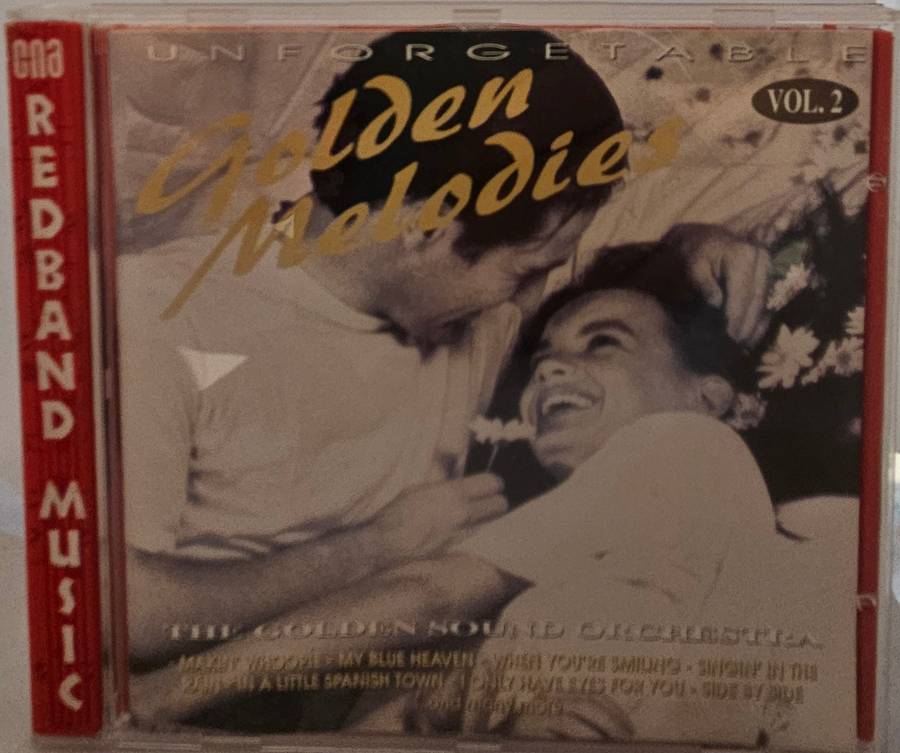 cna
REDBAND MUSIC
UNFORGETABLE
Golden
Melodies
VOL. 2
THE GOLDEN SOUND ORCHESTRA
MAKIN' WHOOPIE - MY BLUE HEAVEN - WHEN YOU'RE SMILING - SINGIN' IN THE
RAIN - IN A LITTLE SPANISH TOWN - I ONLY HAVE EYES FOR YOU - SIDE BY SIDE
...and many more